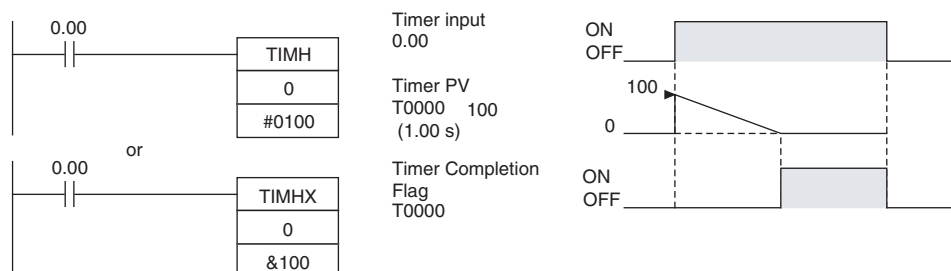 0.00
TIMH
0
#0100
or
0.00
TIMHX
0
&100
Timer input
0.00
Timer PV
T0000 100
(1.00 s)
Timer Completion
Flag
T0000
ON
OFF
100
0
ON
OFF